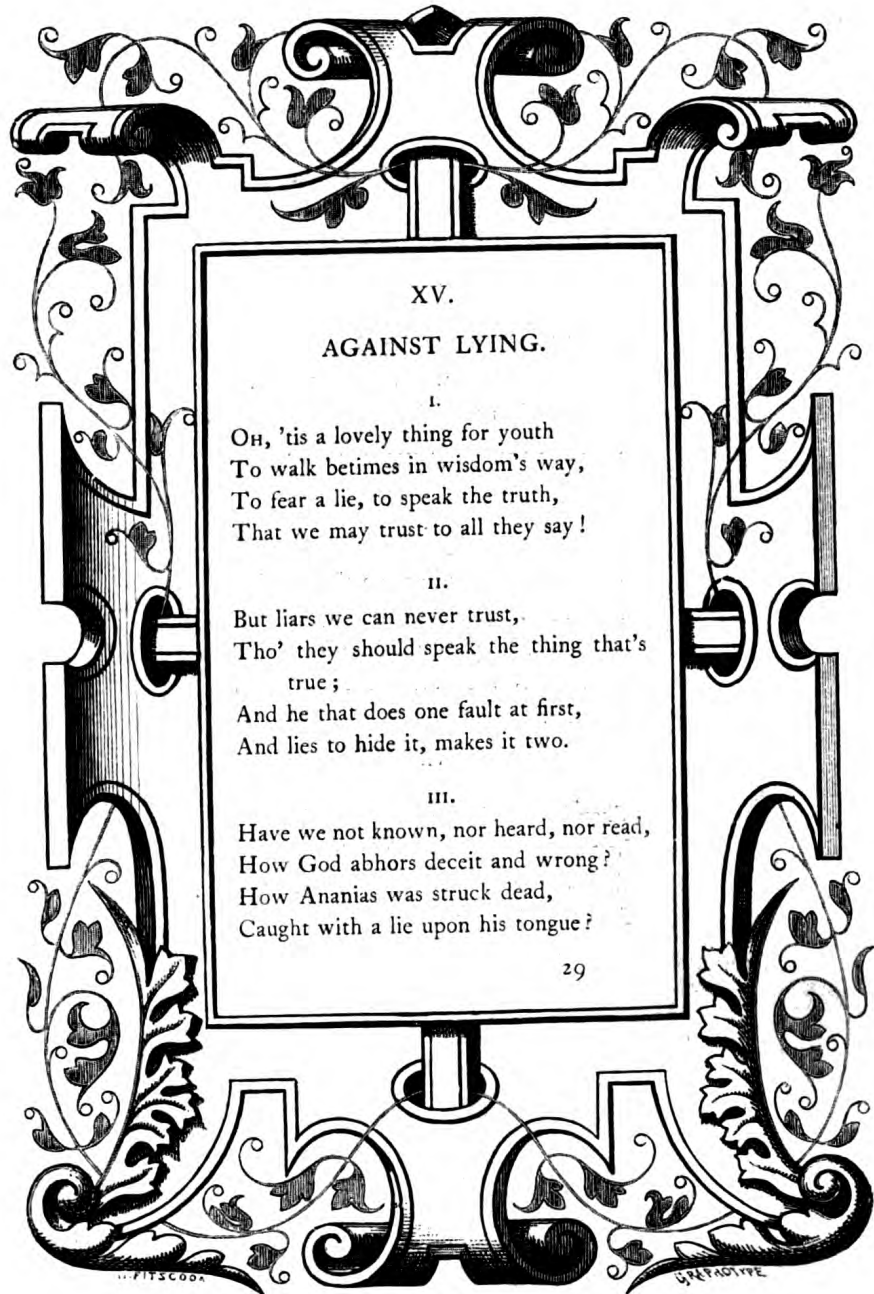 XV.
AGAINST LYING.
I.
OH, 'tis a lovely thing for youth
To walk betimes in wisdom's way,
To fear a lie, to speak the truth,
That we may trust to all they say!
II.
But liars we can never trust,
Tho' they should speak the thing that's
true;
And he that does one fault at first,
And lies to hide it, makes it two.
III.
Have we not known, nor heard, nor read,
How God abhors deceit and wrong?
How Ananias was struck dead,
Caught with a lie upon his tongue?
29
FITSCOOK
GRAPHOTYPE